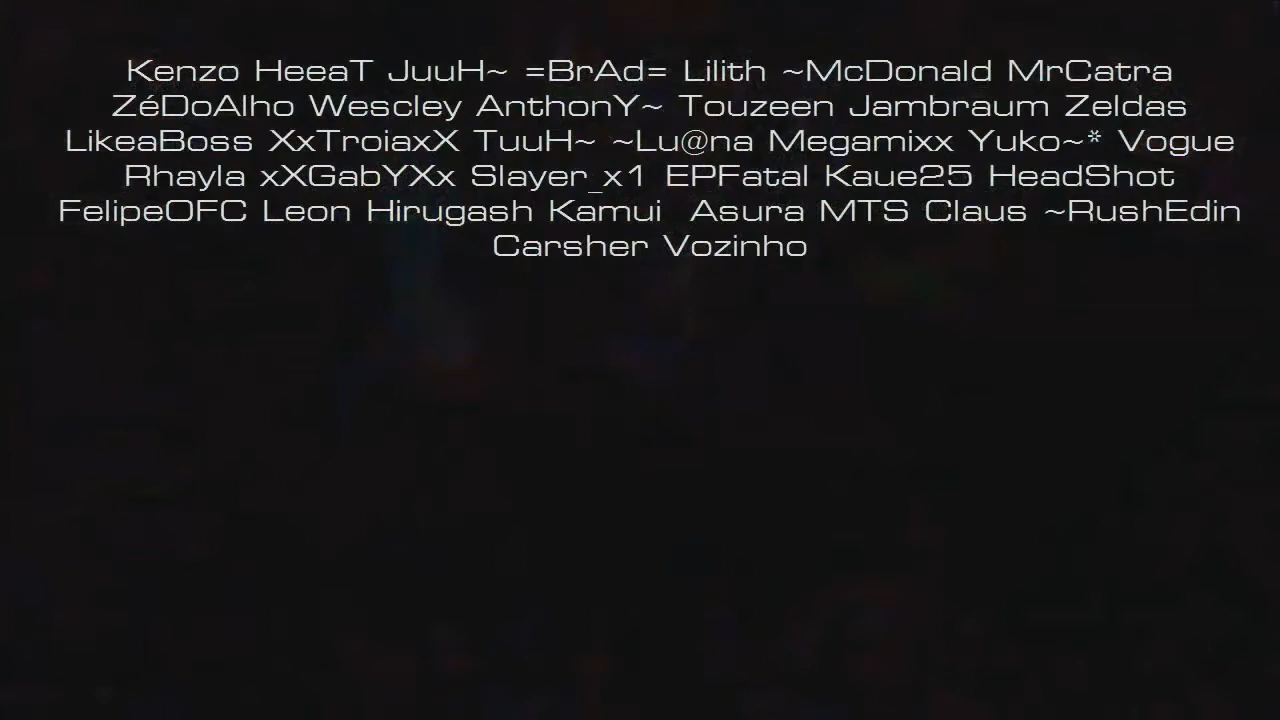 Kenzo HeeaT JuuH~ =BrAd= Lilith ~McDonald MrCatra
ZéDoAlho Wescley AnthonY~ Touzeen Jambraum Zeldas
LikeaBoss XxTroiaxX TuuH~ ~Lu@na Megamixx Yuko~* Vogue
Rhayla xXGabYXx Slayer_x1 EPFatal Kaue25 HeadShot
FelipeOFC Leon Hirugash Kamui  Asura MTS Claus ~RushEdin
Carsher Vozinho